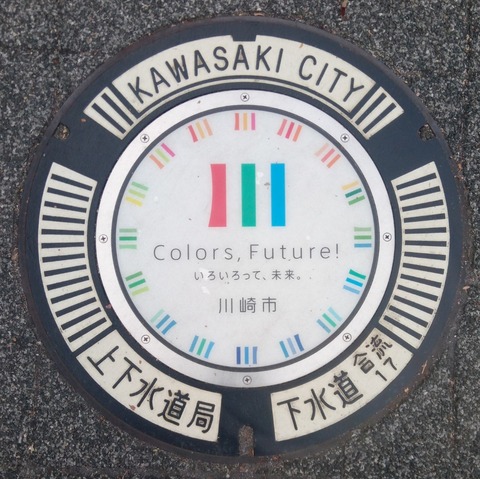 KAWASAKI CITY
Colors, Future!
いろいろって、未来。
川崎市
上下水道局
下水道
合流
17